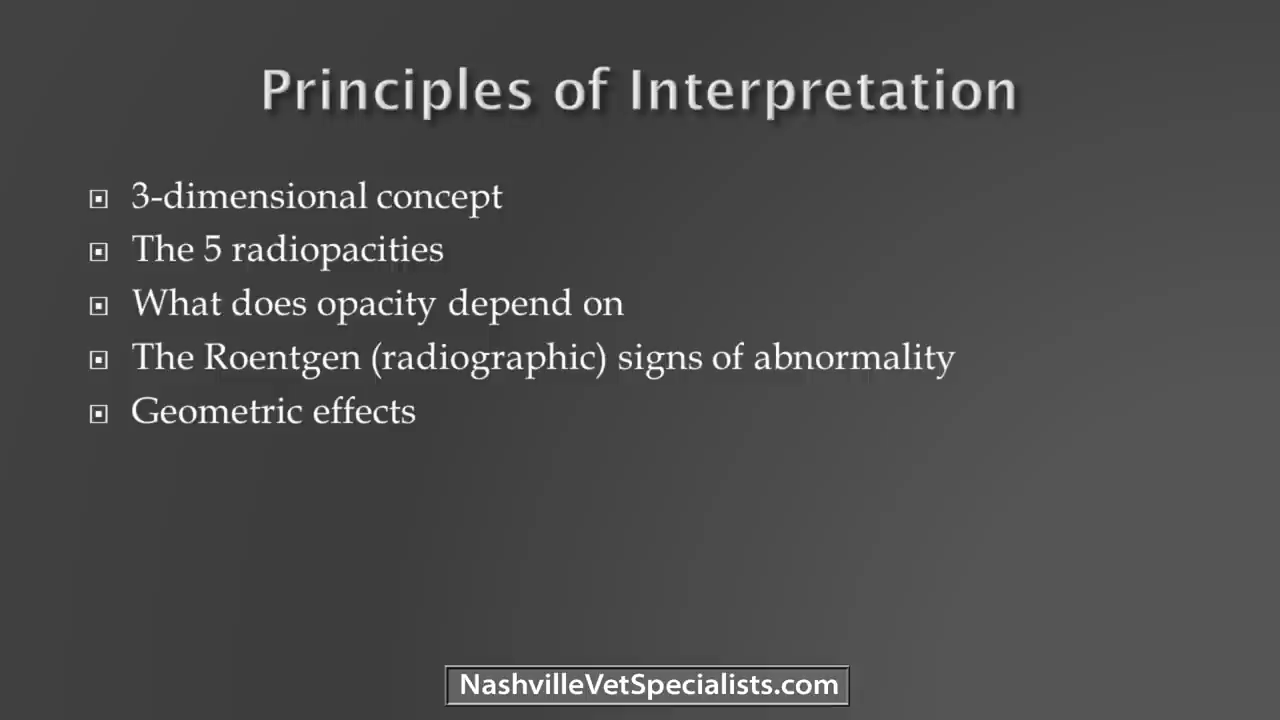 Principles of Interpretation
3-dimensional concept
The 5 radiopacities
What does opacity depend on
The Roentgen (radiographic) signs of abnormality
Geometric effects
NashvilleVetSpecialists.com